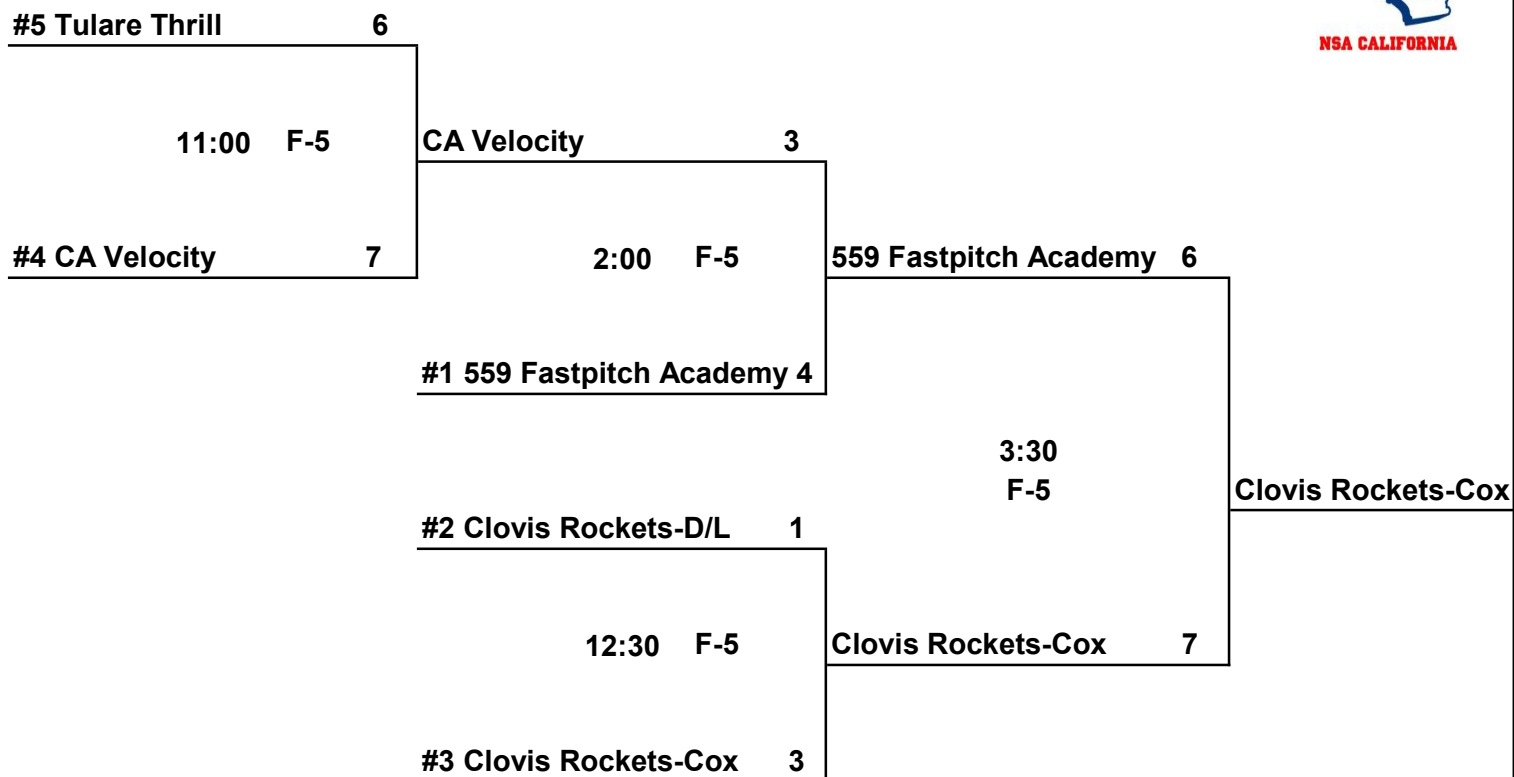 #5 Tulare Thrill 6
NSA CALIFORNIA
11:00 F-5
CA Velocity 3
#4 CA Velocity 7
2:00 F-5
559 Fastpitch Academy 6
#1 559 Fastpitch Academy 4
3:30
F-5
Clovis Rockets-Cox
#2 Clovis Rockets-D/L 1
12:30 F-5
Clovis Rockets-Cox 7
#3 Clovis Rockets-Cox 3